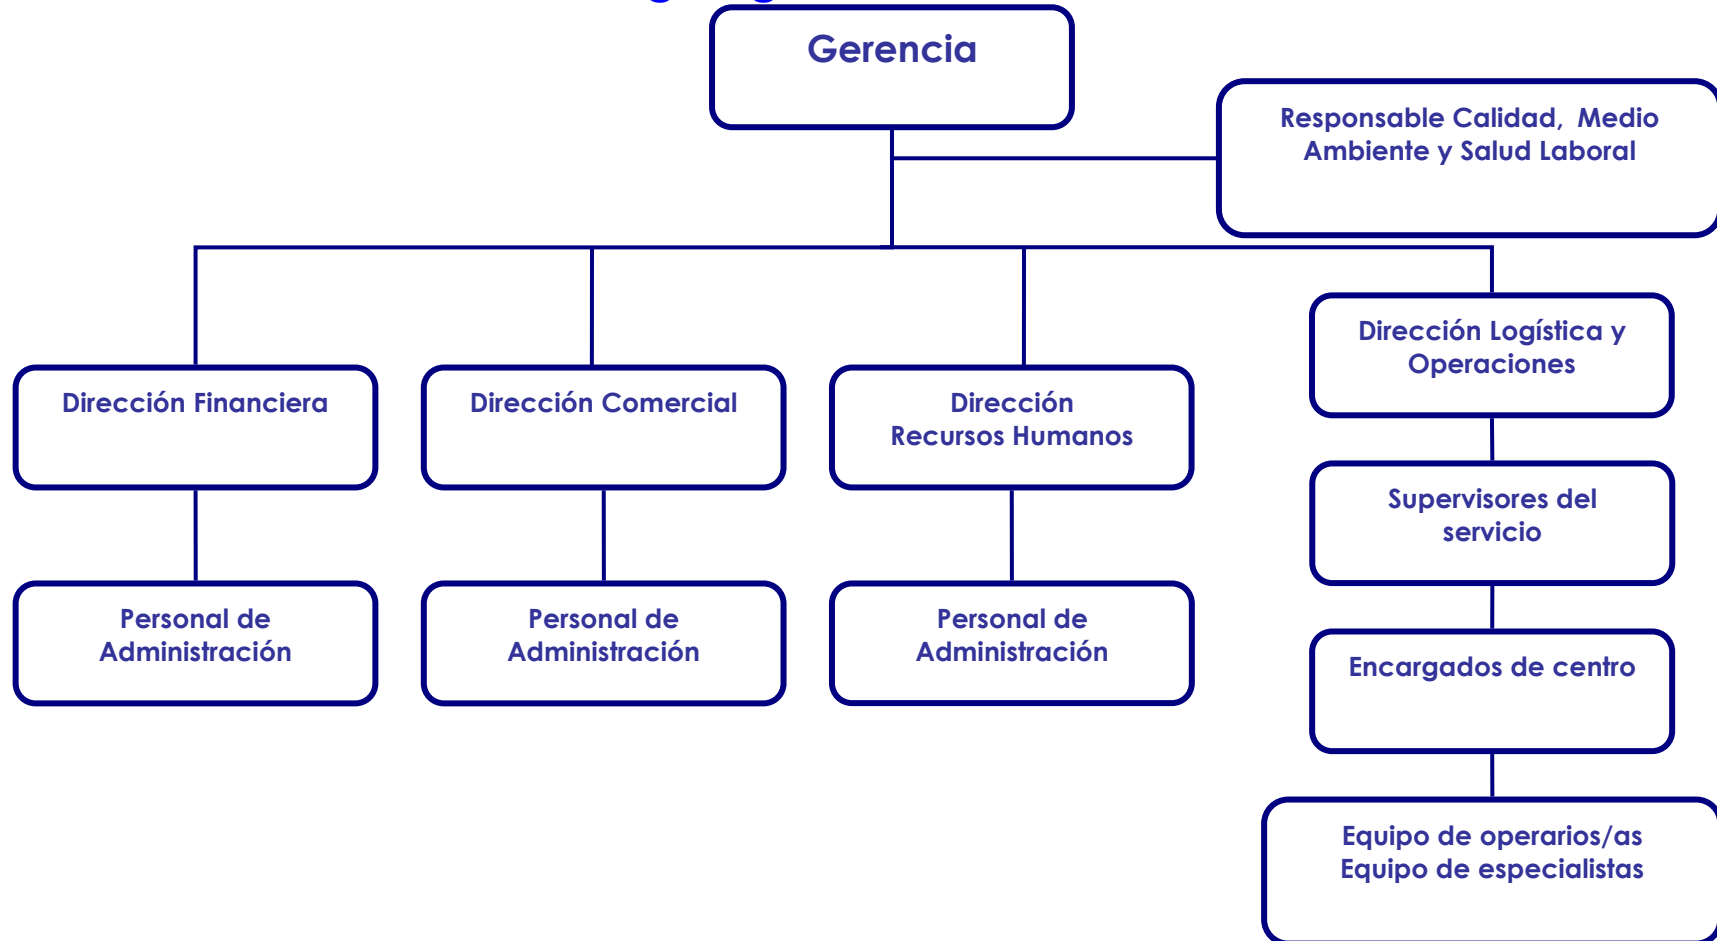 Gerencia
Responsable Calidad, Medio
Ambiente y Salud Laboral
Dirección Logística y
Operaciones
Dirección Financiera
Dirección Comercial
Dirección
Recursos Humanos
Supervisores del
servicio
Personal de
Administración
Personal de
Administración
Personal de
Administración
Encargados de centro
Equipo de operarios/as
Equipo de especialistas